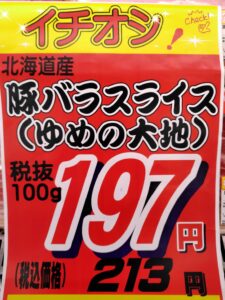 イチオシ!
Check!
北海道産
豚バラスライス
(ゆめの大地)
税抜
100g
197円
(税込価格) 213円